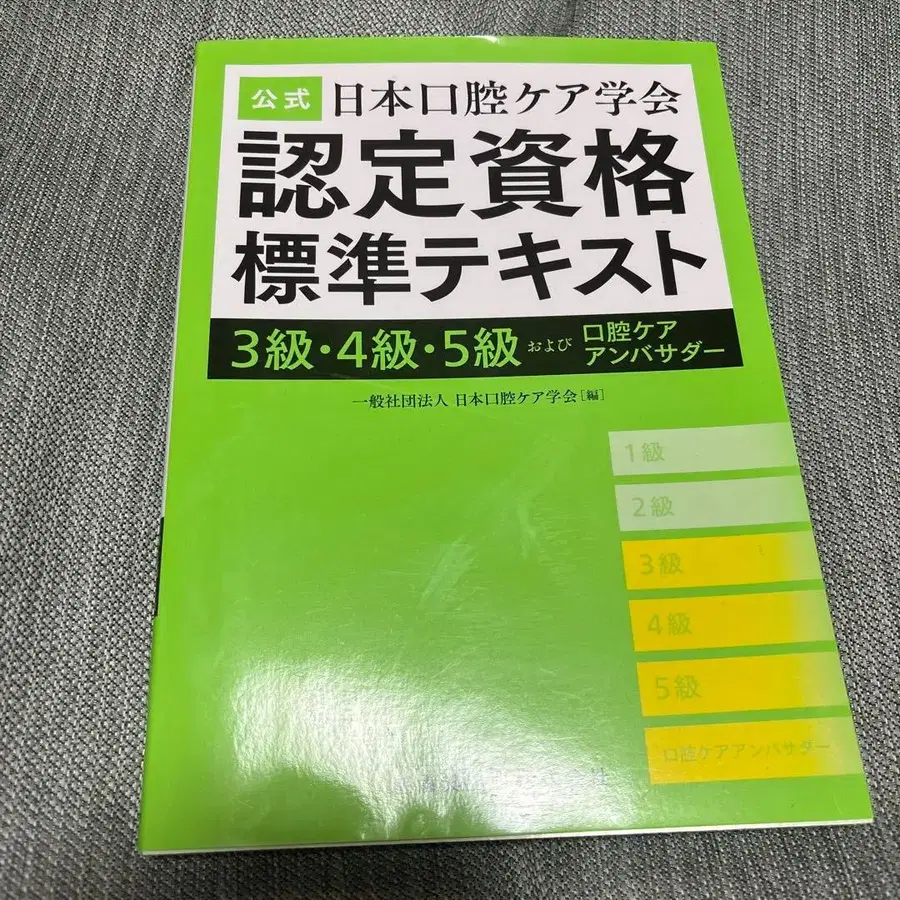 公式 日本口腔ケア学会
認定資格
標準テキスト
3級・4級・5級 および 口腔ケア
アンバサダー
一般社団法人 日本口腔ケア学会[編]
1級
2級
3級
4級
5級
口腔ケアアンバサダー